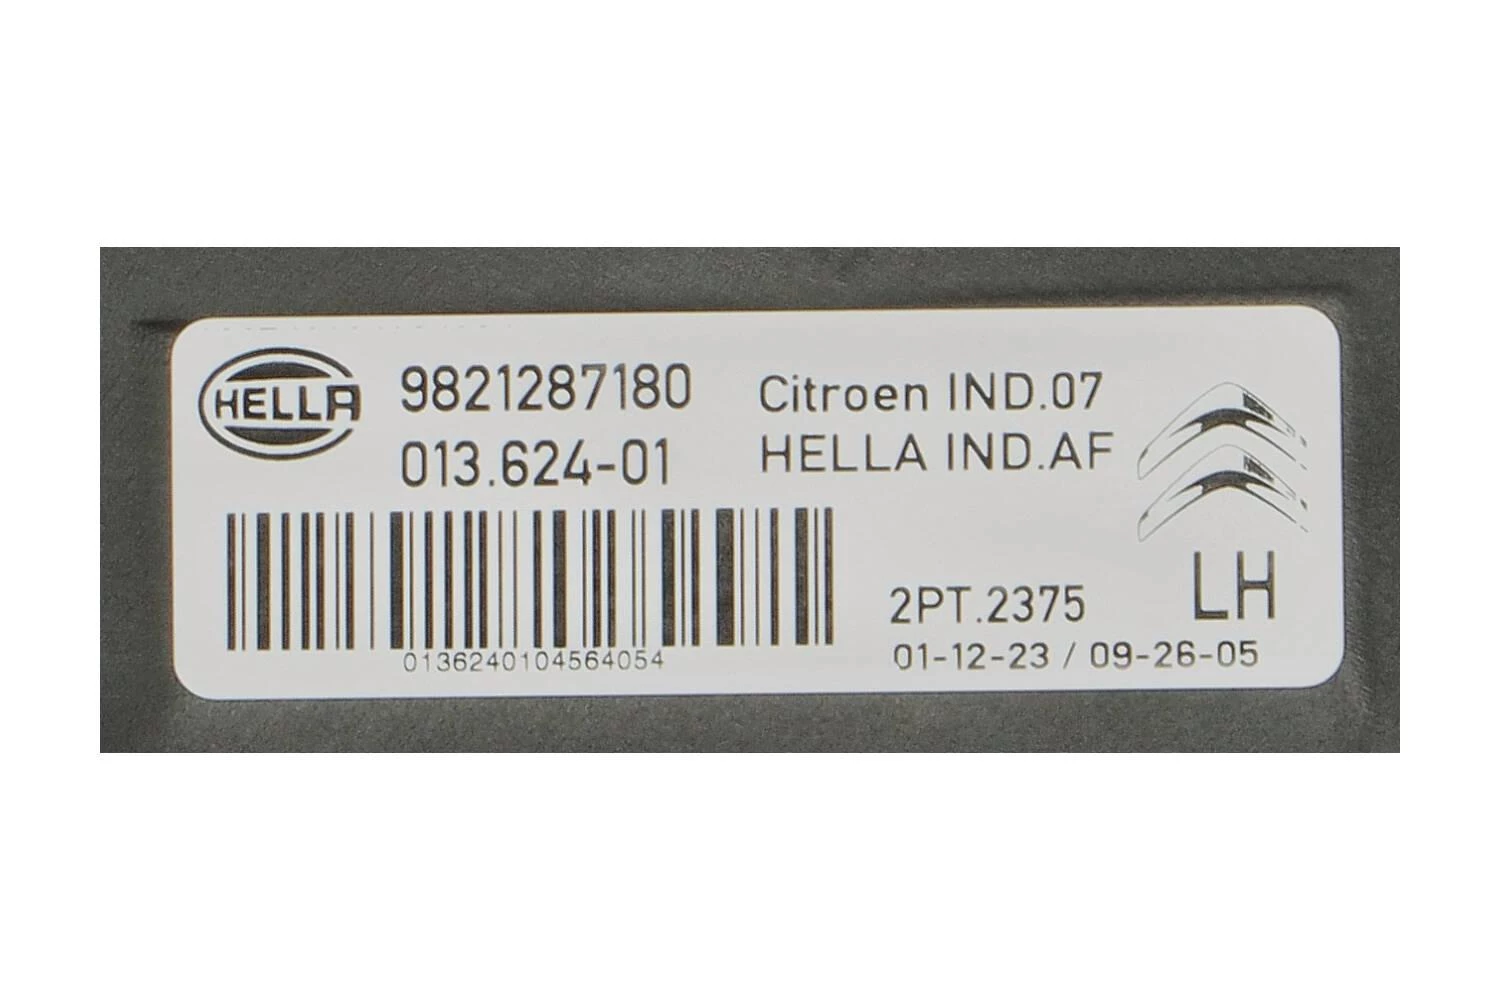 HELLA
9821287180
013.624-01
Citroen IND.07
HELLA IND.AF
0136240104564054
2PT.2375
LH
01-12-23 / 09-26-05